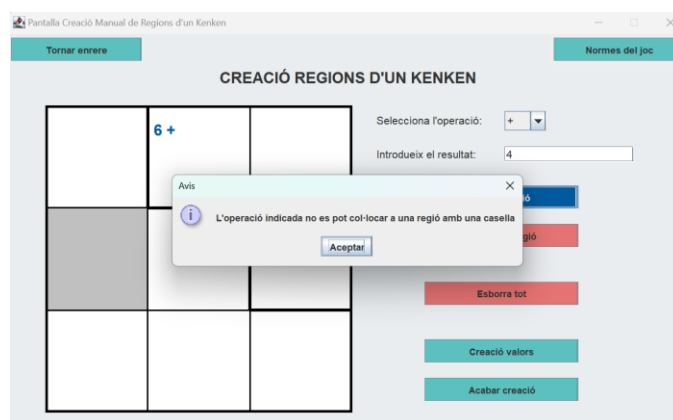 Pantalla Creació Manual de Regions d'un Kenken
Tornar enrere
Normes del joc
CREACIÓ REGIONS D'UN KENKEN
6 +
Selecciona l'operació:
+
Introdueix el resultat:
4
Avis
L'operació indicada no es pot col·locar a una regió amb una casella
Aceptar
ió
gió
Esborra tot
Creació valors
Acabar creació